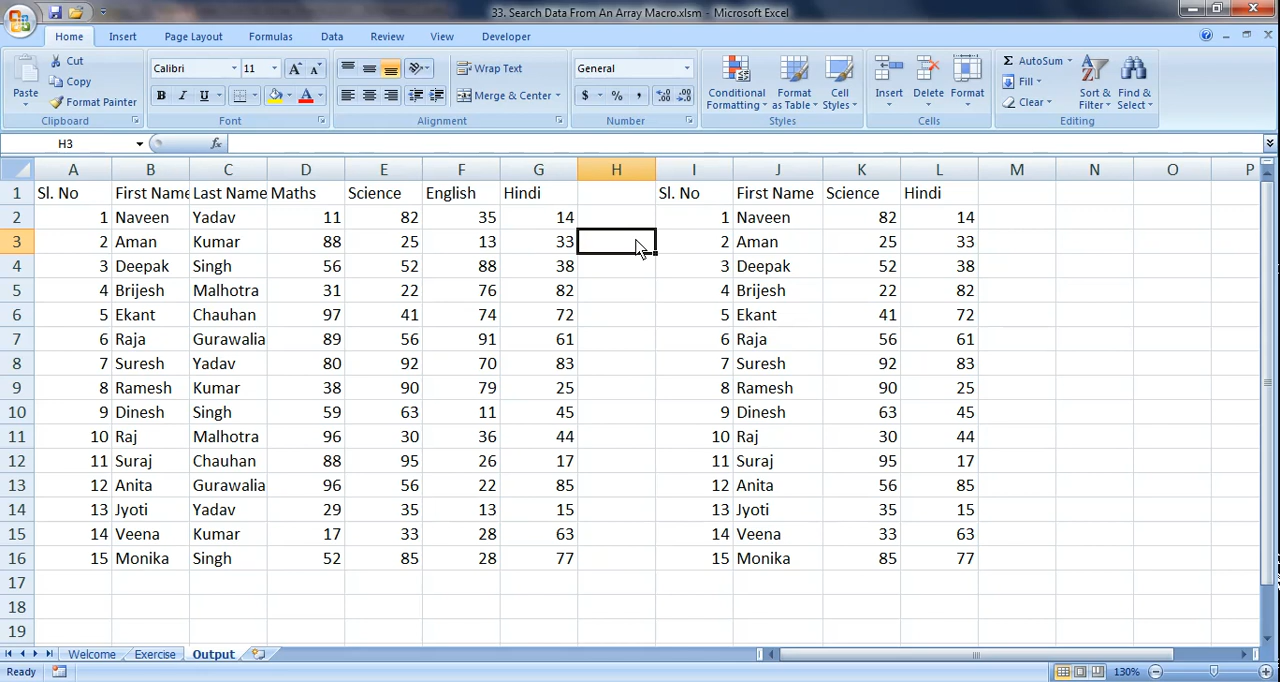 33. Search Data From An Array Macro.xlsm - Microsoft Excel
Home Insert Page Layout Formulas Data Review View Developer
Paste Cut Copy Format Painter Clipboard
Calibri 11 A A B I U A Font
Wrap Text Merge & Center Alignment
General $ % , Number
Conditional Formatting Format as Table Cell Styles Styles
Insert Delete Format Cells
Σ AutoSum Fill Clear Sort & Filter Find & Select Editing
H3 fx
A B C D E F G H I J K L M N O P
1 Sl. No First Name Last Name Maths Science English Hindi Sl. No First Name Science Hindi
2 1 Naveen Yadav 11 82 35 14 1 Naveen 82 14
3 2 Aman Kumar 88 25 13 33 2 Aman 25 33
4 3 Deepak Singh 56 52 88 38 3 Deepak 52 38
5 4 Brijesh Malhotra 31 22 76 82 4 Brijesh 22 82
6 5 Ekant Chauhan 97 41 74 72 5 Ekant 41 72
7 6 Raja Gurawalia 89 56 91 61 6 Raja 56 61
8 7 Suresh Yadav 80 92 70 83 7 Suresh 92 83
9 8 Ramesh Kumar 38 90 79 25 8 Ramesh 90 25
10 9 Dinesh Singh 59 63 11 45 9 Dinesh 63 45
11 10 Raj Malhotra 96 30 36 44 10 Raj 30 44
12 11 Suraj Chauhan 88 95 26 17 11 Suraj 95 17
13 12 Anita Gurawalia 96 56 22 85 12 Anita 56 85
14 13 Jyoti Yadav 29 35 13 15 13 Jyoti 35 15
15 14 Veena Kumar 17 33 28 63 14 Veena 33 63
16 15 Monika Singh 52 85 28 77 15 Monika 85 77
17
18
19
Welcome Exercise Output
Ready 130%